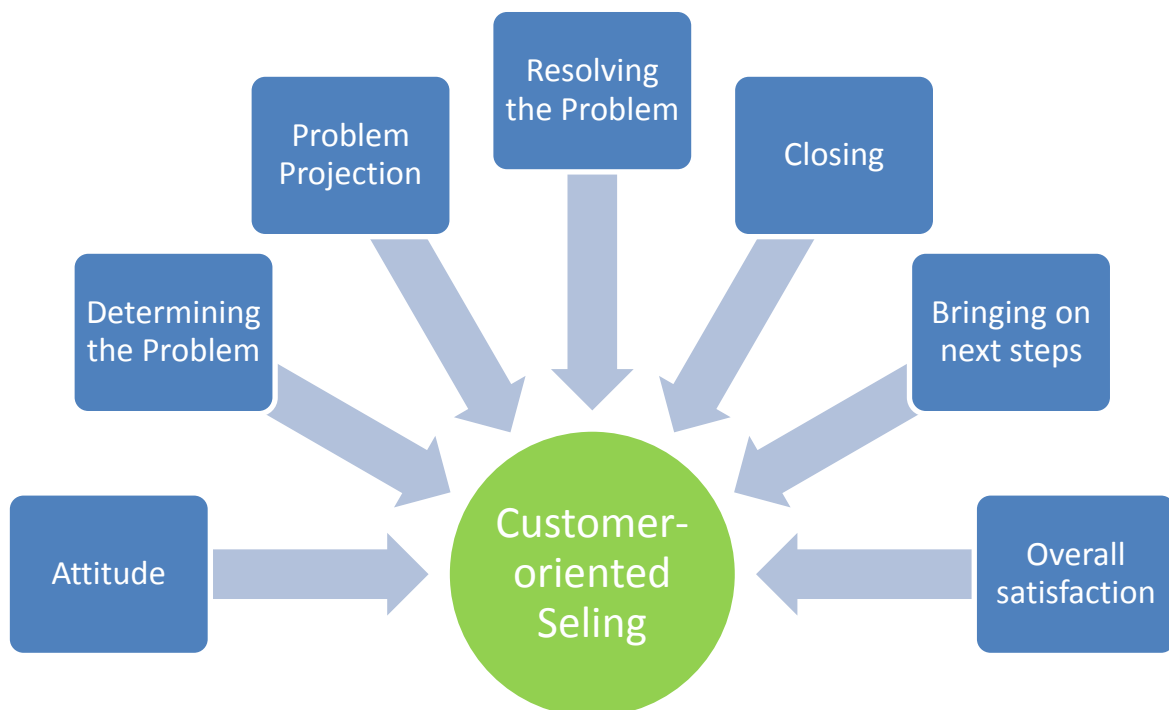 Attitude
Determining
the Problem
Problem
Projection
Resolving
the Problem
Closing
Bringing on
next steps
Overall
satisfaction
Customer-
oriented
Seling